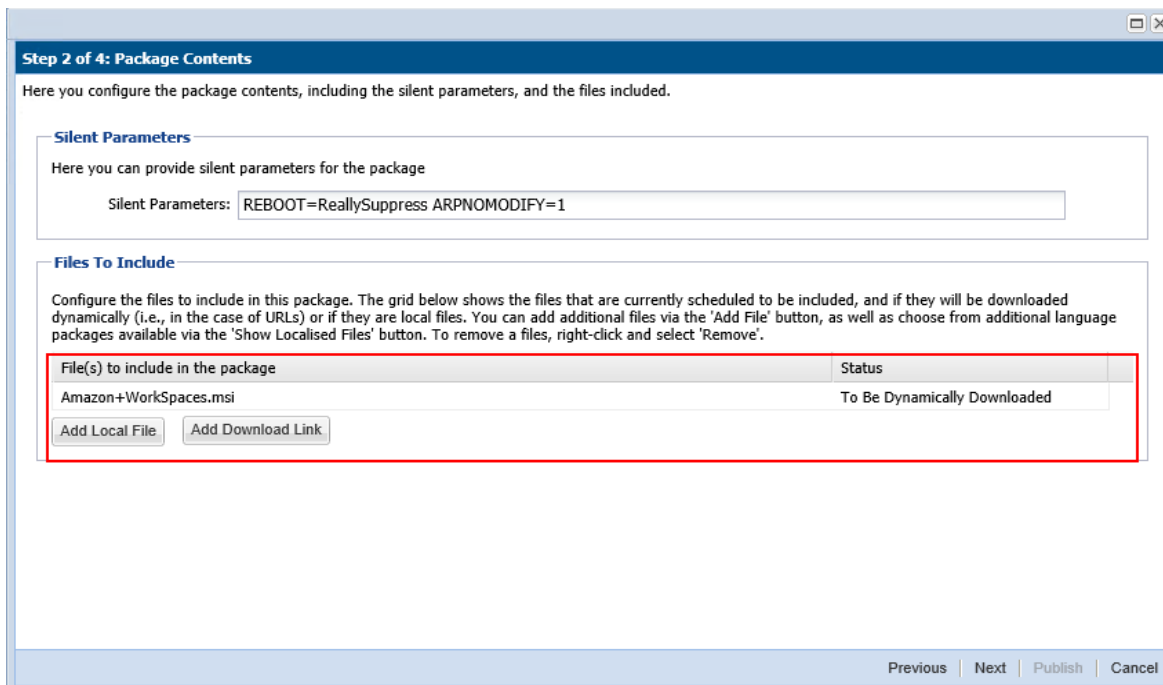 Step 2 of 4: Package Contents
Here you configure the package contents, including the silent parameters, and the files included.
Silent Parameters
Here you can provide silent parameters for the package
Silent Parameters: REBOOT=ReallySuppress ARPNOMODIFY=1
Files To Include
Configure the files to include in this package. The grid below shows the files that are currently scheduled to be included, and if they will be downloaded
dynamically (i.e., in the case of URLs) or if they are local files. You can add additional files via the 'Add File' button, as well as choose from additional language
packages available via the 'Show Localised Files' button. To remove a files, right-click and select 'Remove'.
File(s) to include in the package Status
Amazon+WorkSpaces.msi To Be Dynamically Downloaded
Add Local File Add Download Link
Previous Next Publish Cancel